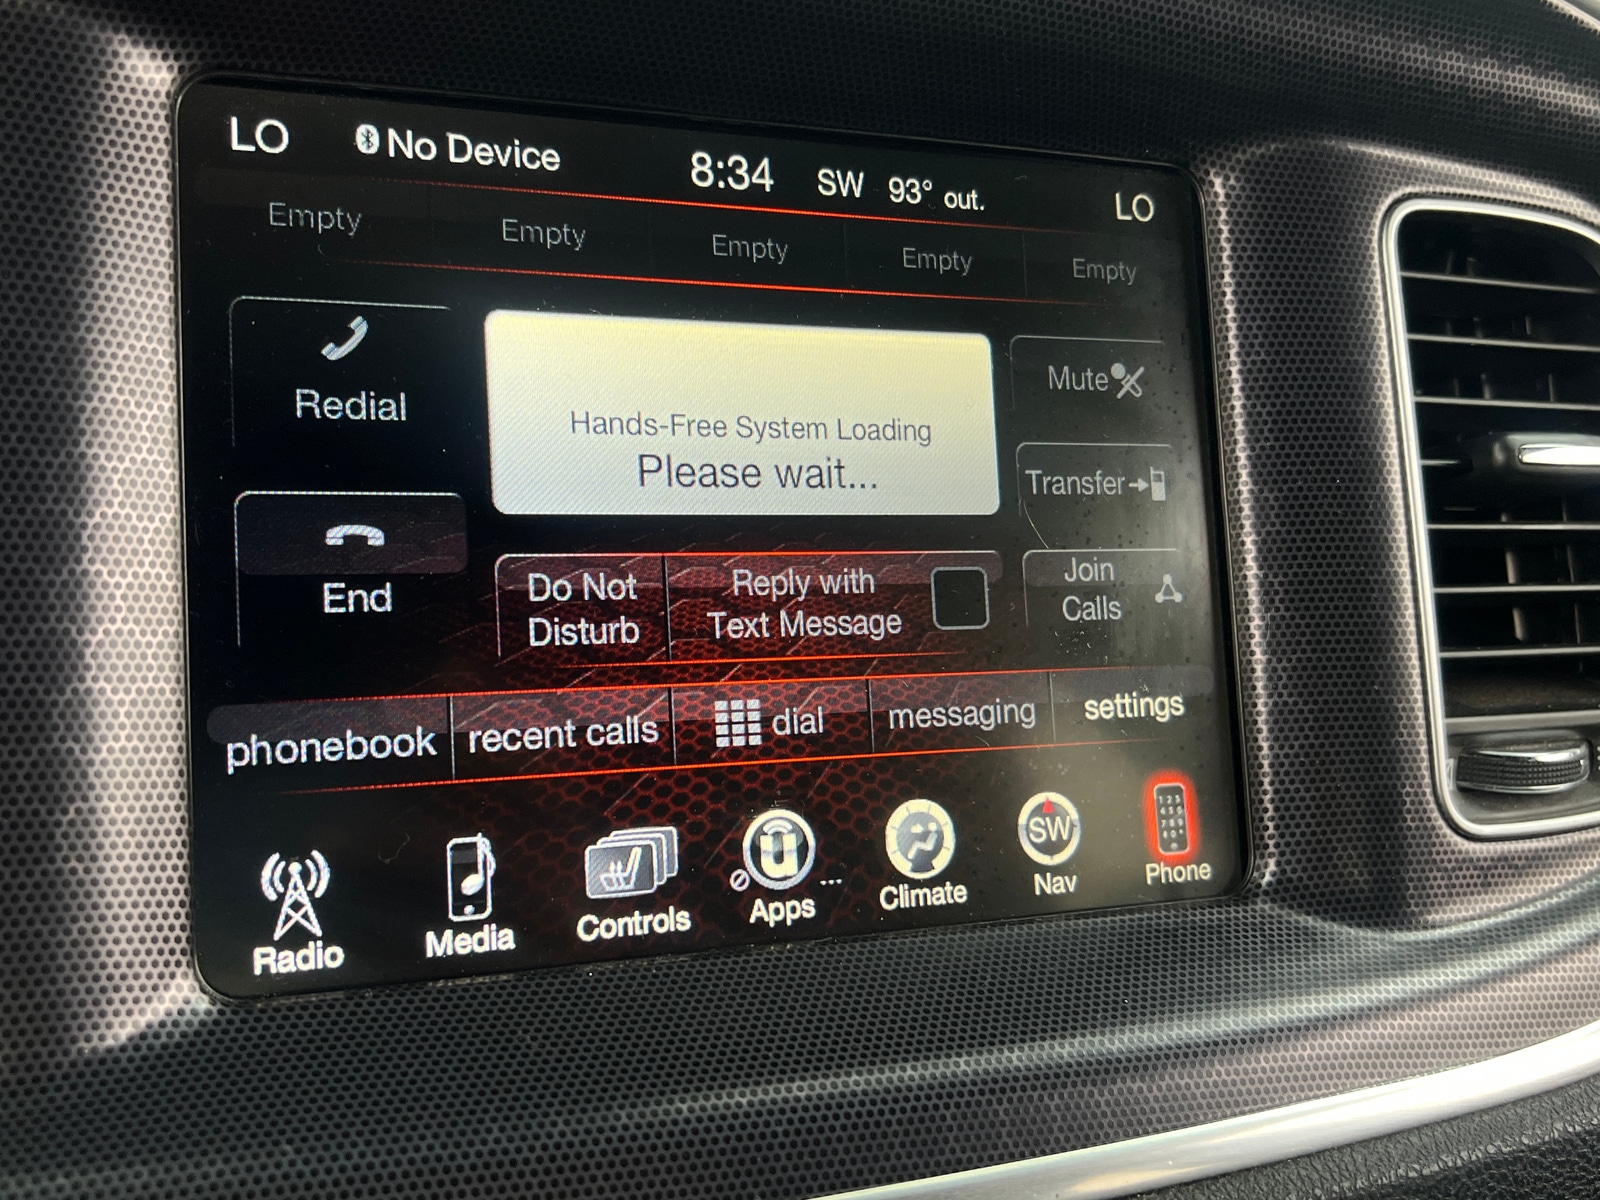 LO
No Device
8:34
SW
93° out.
LO
Empty
Empty
Empty
Empty
Empty
Redial
Hands-Free System Loading
Please wait...
Mute
Transfer
End
Do Not
Disturb
Reply with
Text Message
Join
Calls
phonebook
recent calls
dial
messaging
settings
Radio
Media
Controls
Apps
...
Climate
SW
Nav
Phone